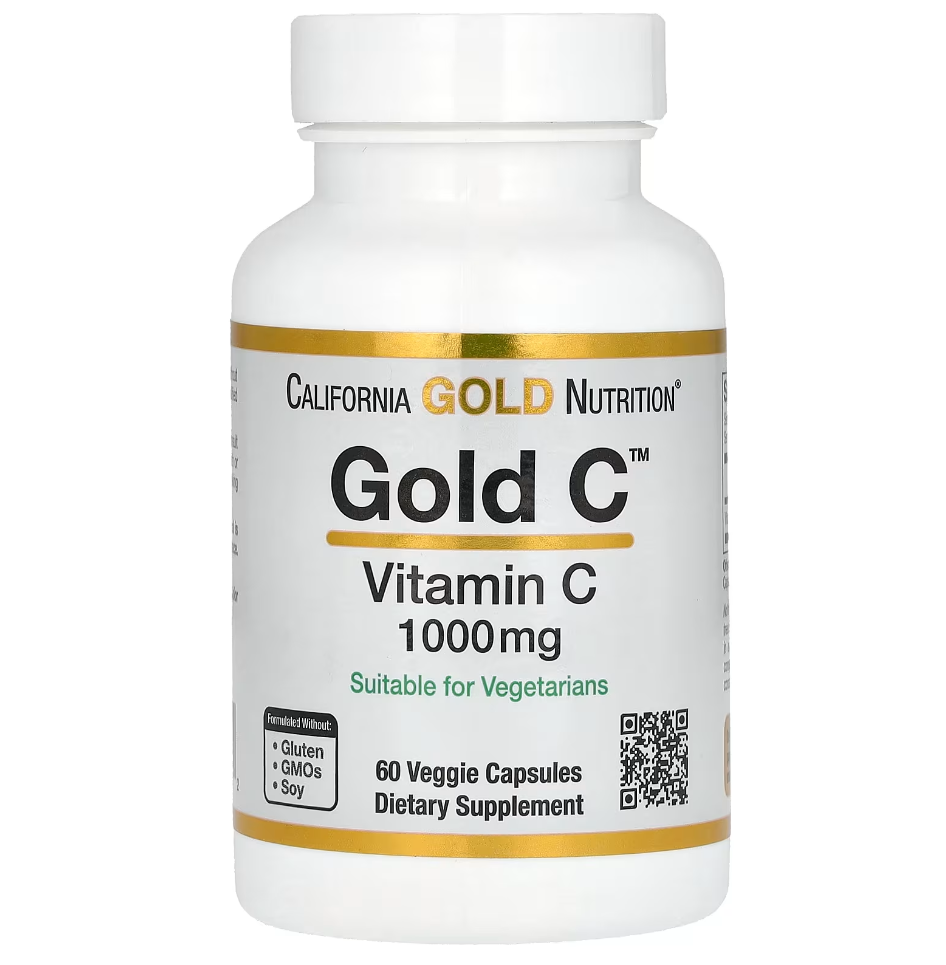 CALIFORNIA GOLD NUTRITION®
Gold C™
Vitamin C
1000mg
Suitable for Vegetarians
Formulated Without:
• Gluten
• GMOs
• Soy
60 Veggie Capsules
Dietary Supplement